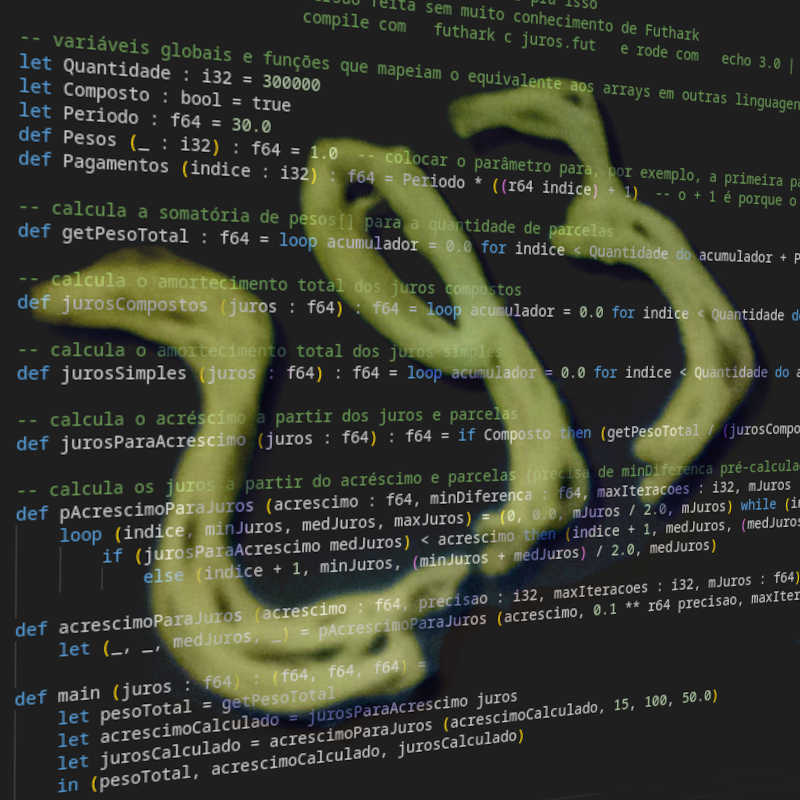 feita sem muito conhecimento de Futhark
compile com futhark c juros.fut e rode com echo 3.0 |
-- variáveis globais e funções que mapeiam o equivalente aos arrays em outras linguagen
let Quantidade : i32 = 300000
let Composto : bool = true
let Periodo : f64 = 30.0
def Pesos (_ : i32) : f64 = 1.0 -- colocar o parâmetro para, por exemplo, a primeira pa
def Pagamentos (indice : i32) : f64 = Periodo * ((r64 indice) + 1) -- o + 1 é porque o
-- calcula a somatória de pesos[] para a quantidade de parcelas
def getPesoTotal : f64 = loop acumulador = 0.0 for indice < Quantidade do acumulador + P
-- calcula o amortecimento total dos juros compostos
def jurosCompostos (juros : f64) : f64 = loop acumulador = 0.0 for indice < Quantidade do
-- calcula o amortecimento total dos juros simples
def jurosSimples (juros : f64) : f64 = loop acumulador = 0.0 for indice < Quantidade do a
-- calcula o acréscimo a partir dos juros e parcelas
def jurosParaAcrescimo (juros : f64) : f64 = if Composto then (getPesoTotal / (jurosCompo
-- calcula os juros a partir do acréscimo e parcelas (precisa de minDiferenca pré-calcula
def pAcrescimoParaJuros (acrescimo : f64, minDiferenca : f64, maxIteracoes : i32, mJuros
loop (indice, minJuros, medJuros, maxJuros) = (0, 0.0, mJuros / 2.0, mJuros) while (in
if (jurosParaAcrescimo medJuros) < acrescimo then (indice + 1, medJuros, (medJuros
else (indice + 1, minJuros, (minJuros + medJuros) / 2.0, medJuros)
def acrescimoParaJuros (acrescimo : f64, precisao : i32, maxIteracoes : i32, mJuros : f64)
let (_, _, medJuros, _) = pAcrescimoParaJuros (acrescimo, 0.1 ** r64 precisao, maxIter
def main (juros : f64) : (f64, f64, f64) =
let pesoTotal = getPesoTotal
let acrescimoCalculado = jurosParaAcrescimo juros
let jurosCalculado = acrescimoParaJuros (acrescimoCalculado, 15, 100, 50.0)
in (pesoTotal, acrescimoCalculado, jurosCalculado)